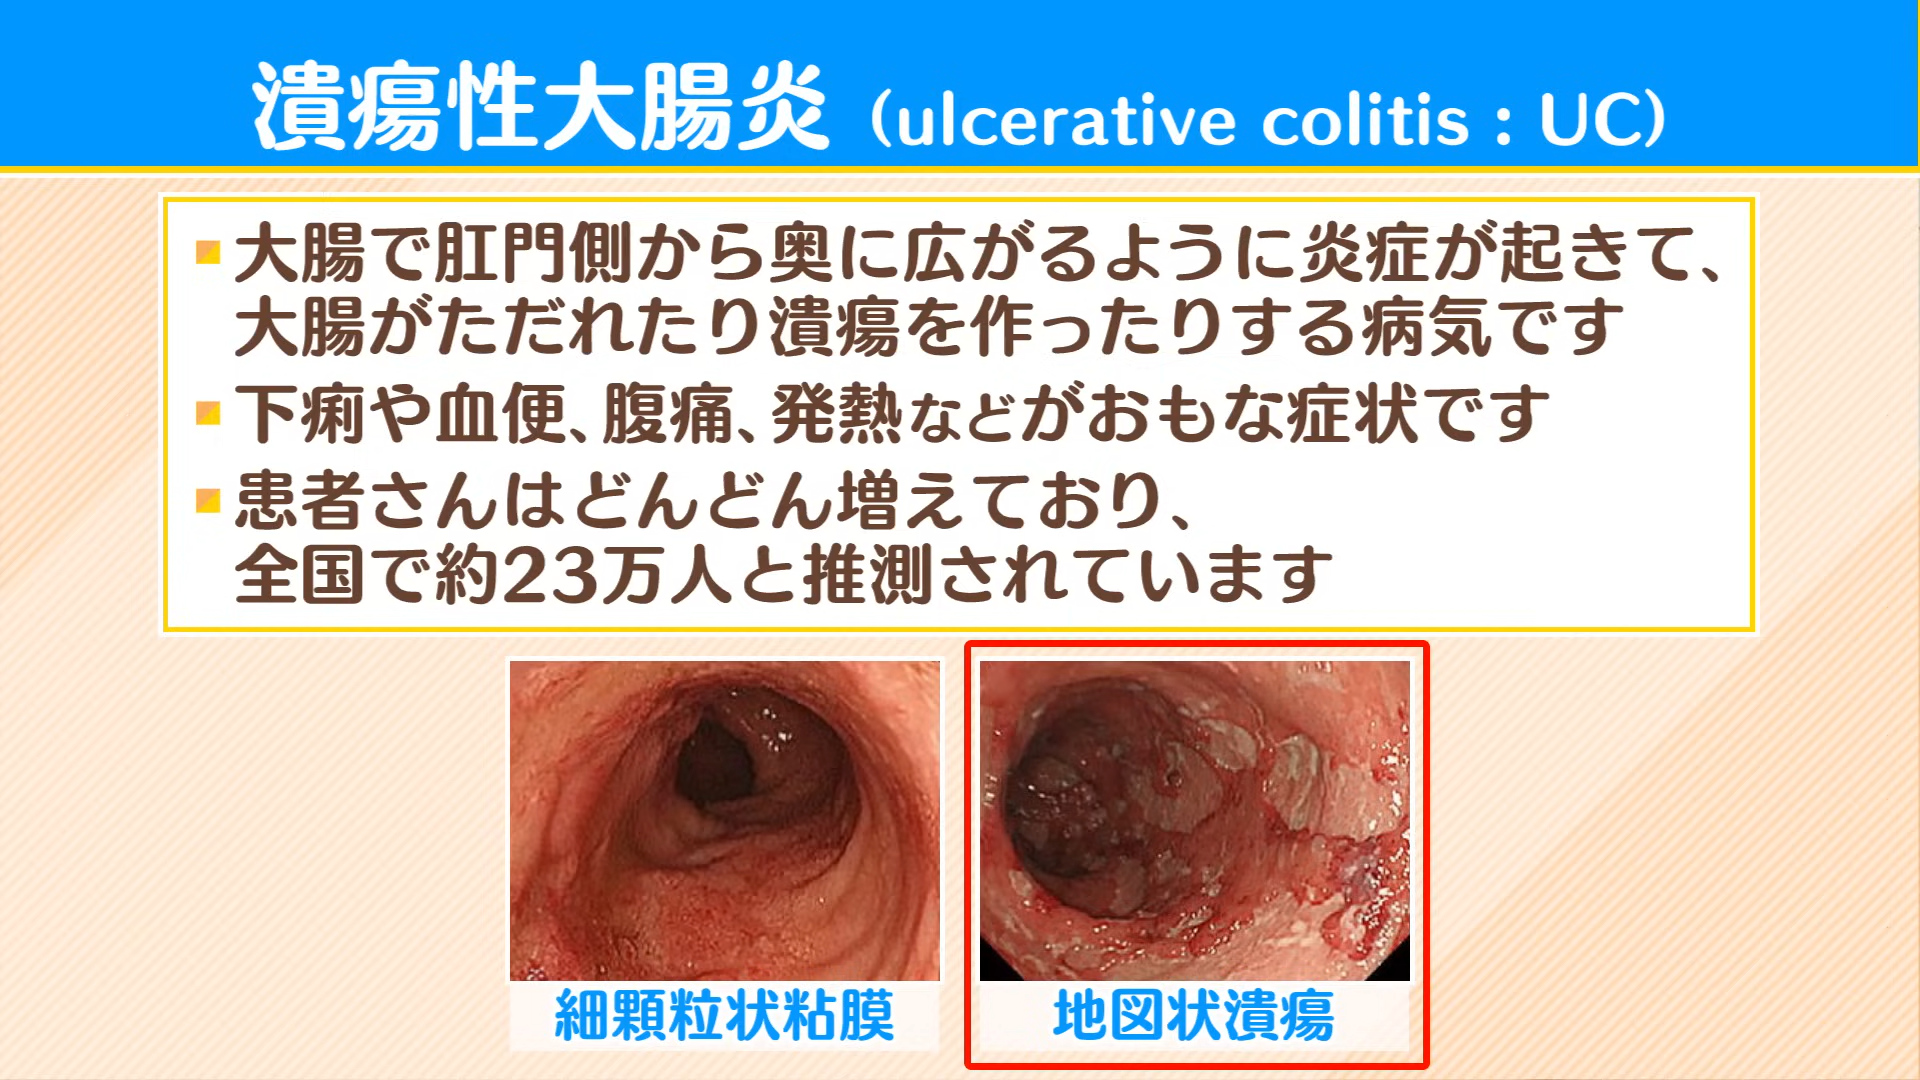 潰瘍性大腸炎（ulcerative colitis：UC）
大腸で肛門側から奥に広がるように炎症が起きて、
大腸がただれたり潰瘍を作ったりする病気です
下痢や血便、腹痛、発熱などがおもな症状です
患者さんはどんどん増えており、
全国で約23万人と推測されています
細顆粒状粘膜
地図状潰瘍